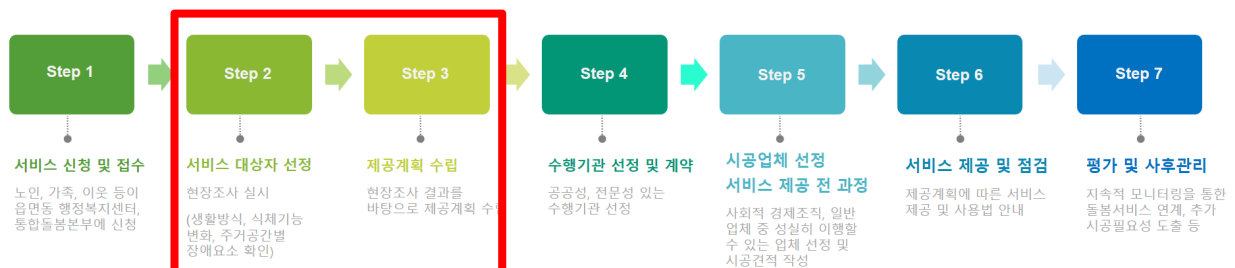 Step 1
Step 2
Step 3
Step 4
Step 5
Step 6
Step 7
서비스 신청 및 접수
노인, 가족, 이웃 등이
읍면동 행정복지센터,
통합돌봄본부에 신청
서비스 대상자 선정
현장조사 실시
(생활방식, 식체기능
변화, 주거공간별
장애요소 확인)
제공계획 수립
현장조사 결과를
바탕으로 제공계획
수행기관 선정 및 계약
공공성, 전문성 있는
수행기관 선정
시공업체 선정
서비스 제공 전 과정
사회적 경제조직, 일반
업체 중 성실히 이행할
수 있는 업체 선정 및
시공견적 작성
서비스 제공 및 점검
제공계획에 따른 서비스
제공 및 사용법 안내
평가 및 사후관리
지속적 모니터링을 통한
돌봄서비스 연계, 추가
시공필요성 도출 등